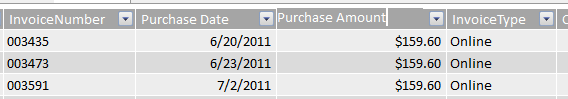 InvoiceNumber Purchase Date Purchase Amount InvoiceType
003435 6/20/2011 $159.60 Online
003473 6/23/2011 $159.60 Online
003591 7/2/2011 $159.60 Online